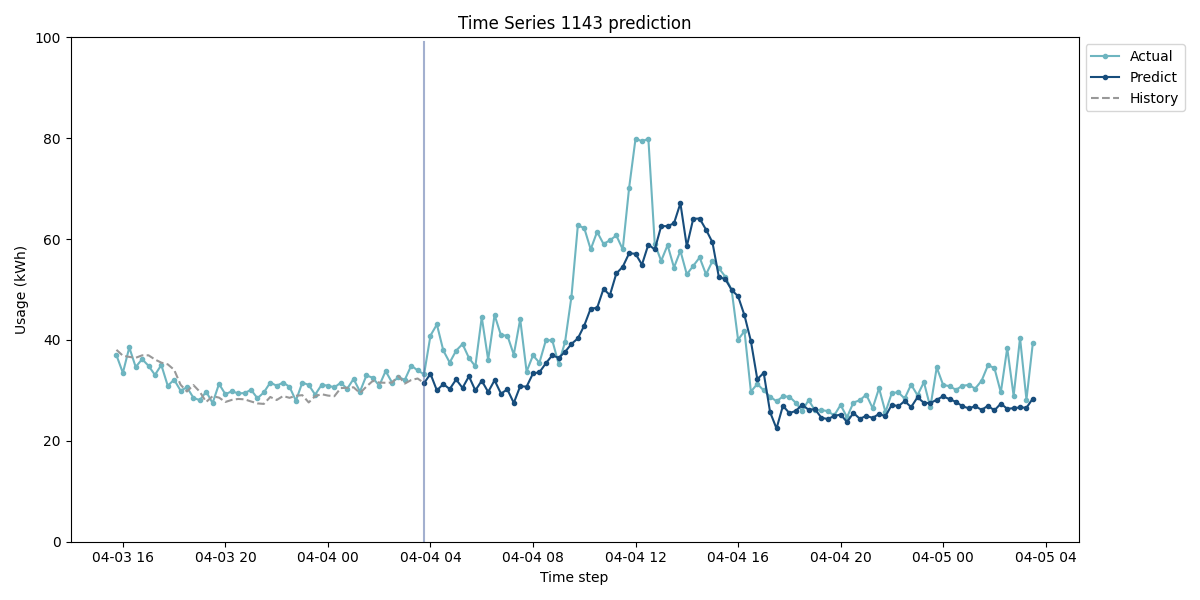 Time Series 1143 prediction
Usage (kWh)
100
80
60
40
20
0
04-03 16
04-03 20
04-04 00
04-04 04
04-04 08
04-04 12
04-04 16
04-04 20
04-05 00
04-05 04
Time step
Actual
Predict
History